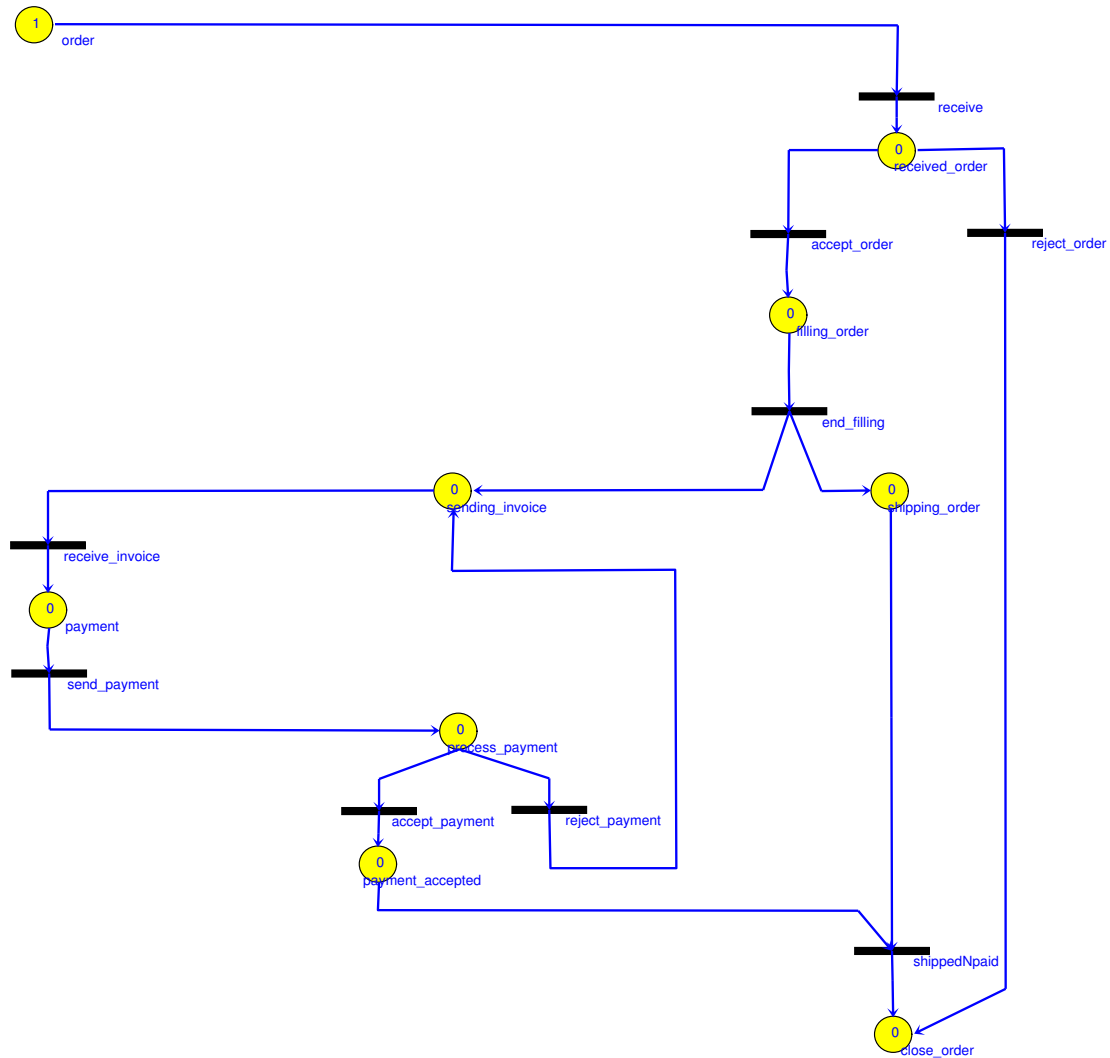 1
order
receive
0
received_order
accept_order
reject_order
0
filling_order
end_filling
0
sending_invoice
0
shipping_order
receive_invoice
0
payment
send_payment
0
process_payment
accept_payment
reject_payment
0
payment_accepted
shippedNpaid
0
close_order